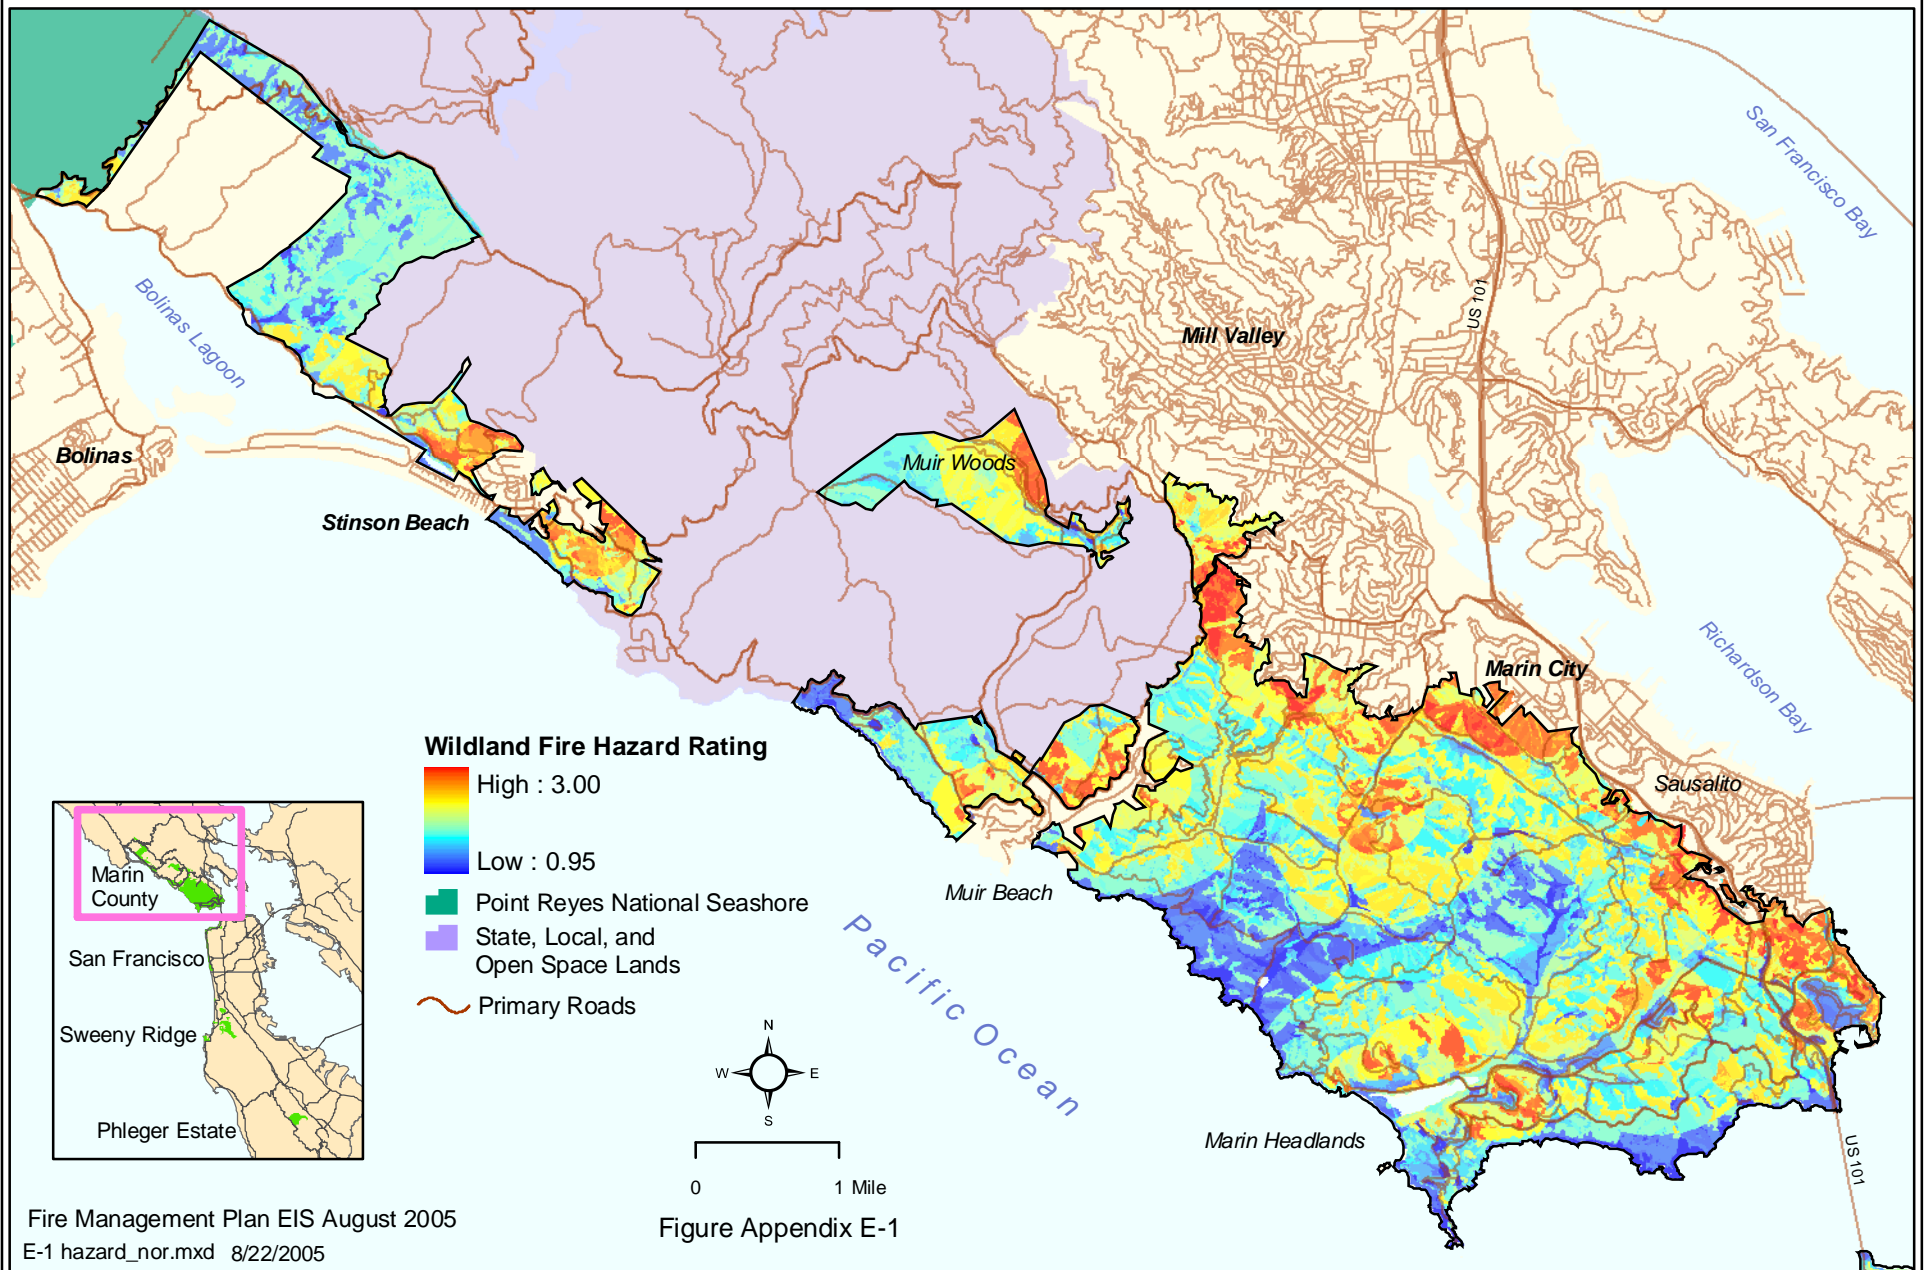 San Francisco Bay
US 101
Mill Valley
Bolinas Lagoon
Bolinas
Muir Woods
Stinson Beach
Richardson Bay
Marin City
Sausalito
Wildland Fire Hazard Rating
High : 3.00
Low : 0.95
Point Reyes National Seashore
State, Local, and
Open Space Lands
Primary Roads
Muir Beach
Pacific Ocean
Marin Headlands
US 101
Marin
County
San Francisco
Sweeny Ridge
Phleger Estate
N
W
E
S
0
1 Mile
Figure Appendix E-1
Fire Management Plan EIS August 2005
E-1 hazard_nor.mxd 8/22/2005